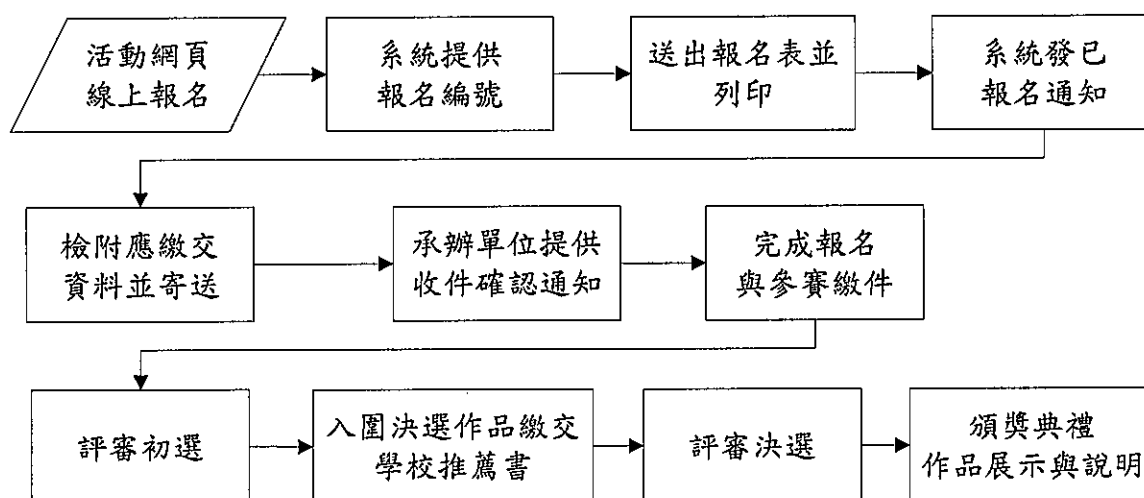 活動網頁
線上報名
系統提供
報名編號
送出報名表並
列印
系統發已
報名通知
檢附應繳交
資料並寄送
承辦單位提供
收件確認通知
完成報名
與參賽繳件
評審初選
入圍決選作品繳交
學校推薦書
評審決選
頒獎典禮
作品展示與說明